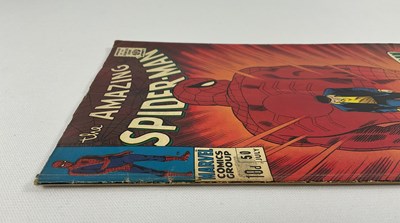 the AMAZING
SPIDER-MAN
MARVEL
COMICS
GROUP
50
JULY
10d